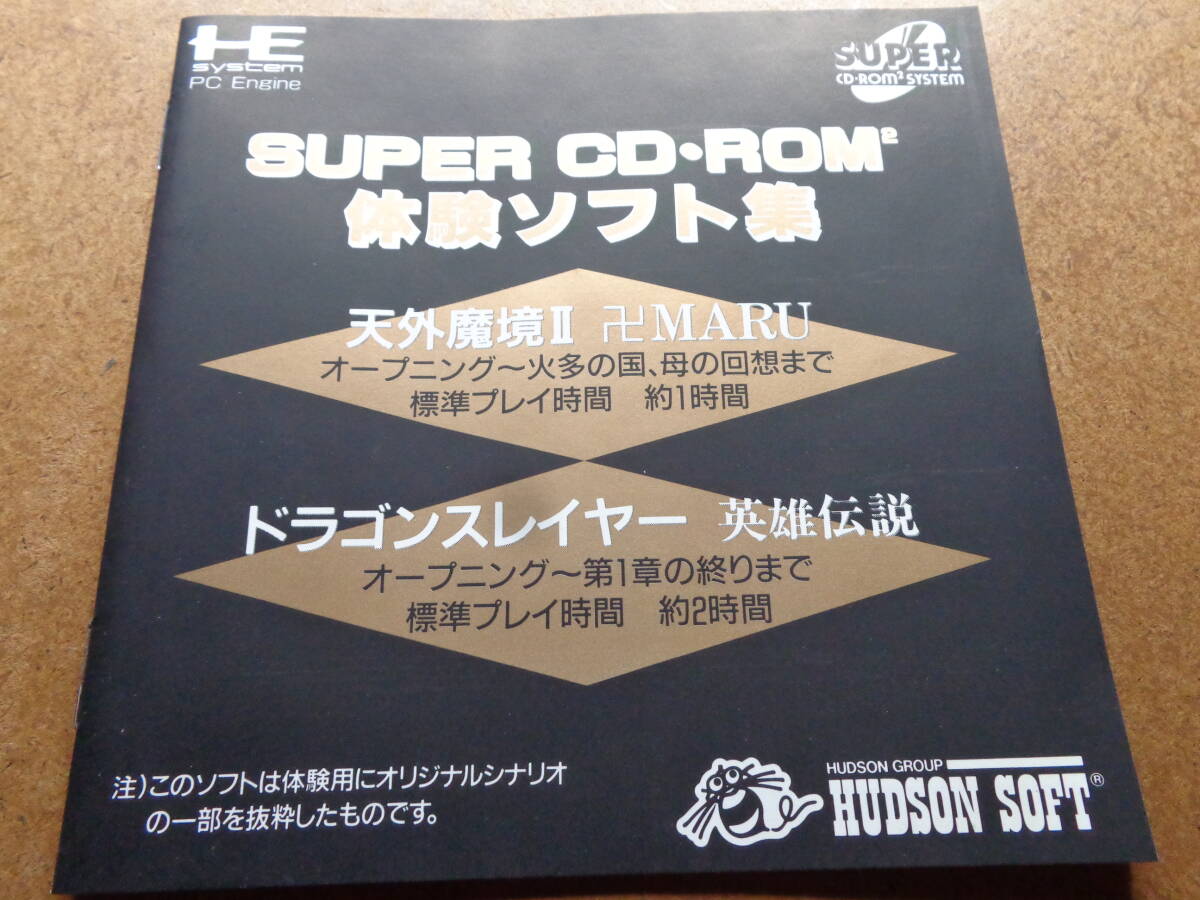 HE
system
PC Engine
SUPER
CD-ROM² SYSTEM
SUPER CD・ROM²
体験ソフト集
天外魔境Ⅱ 卍MARU
オープニング～火多の国、母の回想まで
標準プレイ時間 約1時間
ドラゴンスレイヤー 英雄伝説
オープニング～第1章の終りまで
標準プレイ時間 約2時間
注)このソフトは体験用にオリジナルシナリオ
の一部を抜粋したものです。
HUDSON GROUP
HUDSON SOFT®